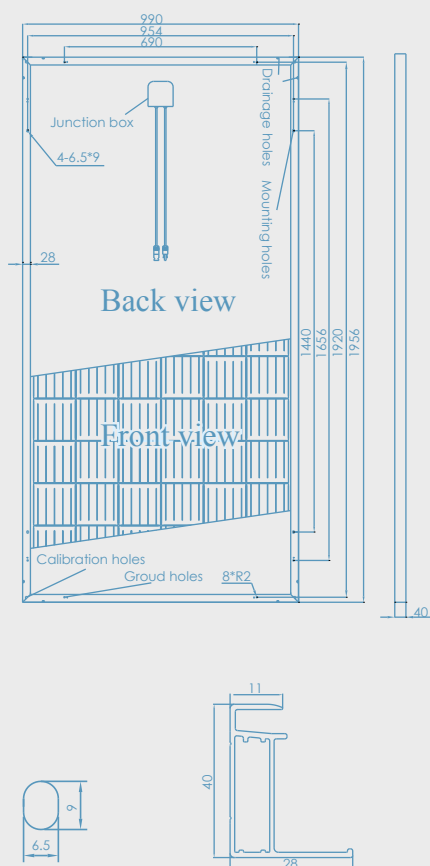 990
954
690
Junction box
Drainage holes
Mounting holes
4-6.5*9
28
Back view
1440
1656
1920
1956
Front view
Calibration holes
Groud holes
8*R2
40
11
40
9
6.5
28